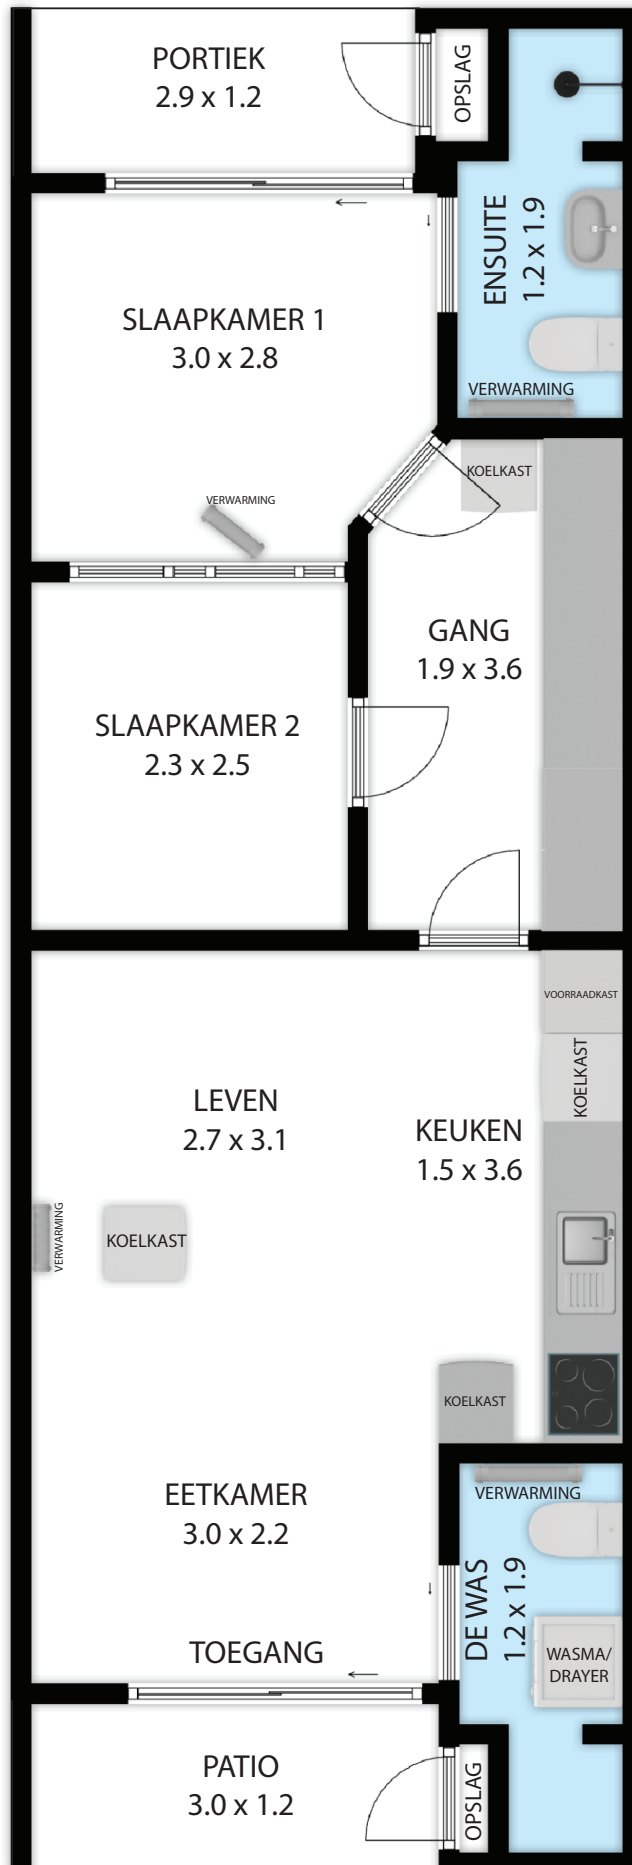 PORTIEK
2.9 x 1.2
OPSLAG
ENSUITE
1.2 x 1.9
SLAAPKAMER 1
3.0 x 2.8
VERWARMING
KOELKAST
VERWARMING
GANG
1.9 x 3.6
SLAAPKAMER 2
2.3 x 2.5
VOORRAADKAST
KOELKAST
LEVEN
2.7 x 3.1
KEUKEN
1.5 x 3.6
VERWARMING
KOELKAST
KOELKAST
EETKAMER
3.0 x 2.2
VERWARMING
DE WAS
1.2 x 1.9
WASMA/
DRAYER
TOEGANG
PATIO
3.0 x 1.2
OPSLAG